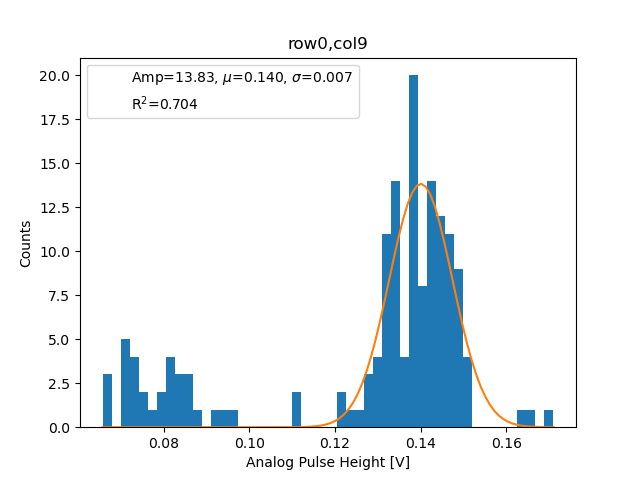 row0,col9
Amp=13.83, μ=0.140, σ=0.007
R²=0.704
20.0
17.5
15.0
12.5
10.0
7.5
5.0
2.5
0.0
Counts
0.08 0.10 0.12 0.14 0.16
Analog Pulse Height [V]